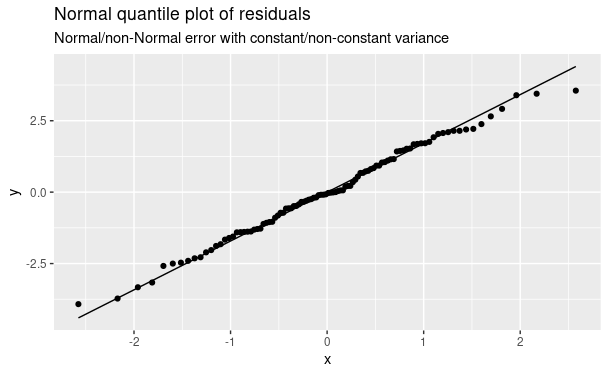 Normal quantile plot of residuals
Normal/non-Normal error with constant/non-constant variance
2.5
0.0
-2.5
y
-2
-1
0
1
2
x